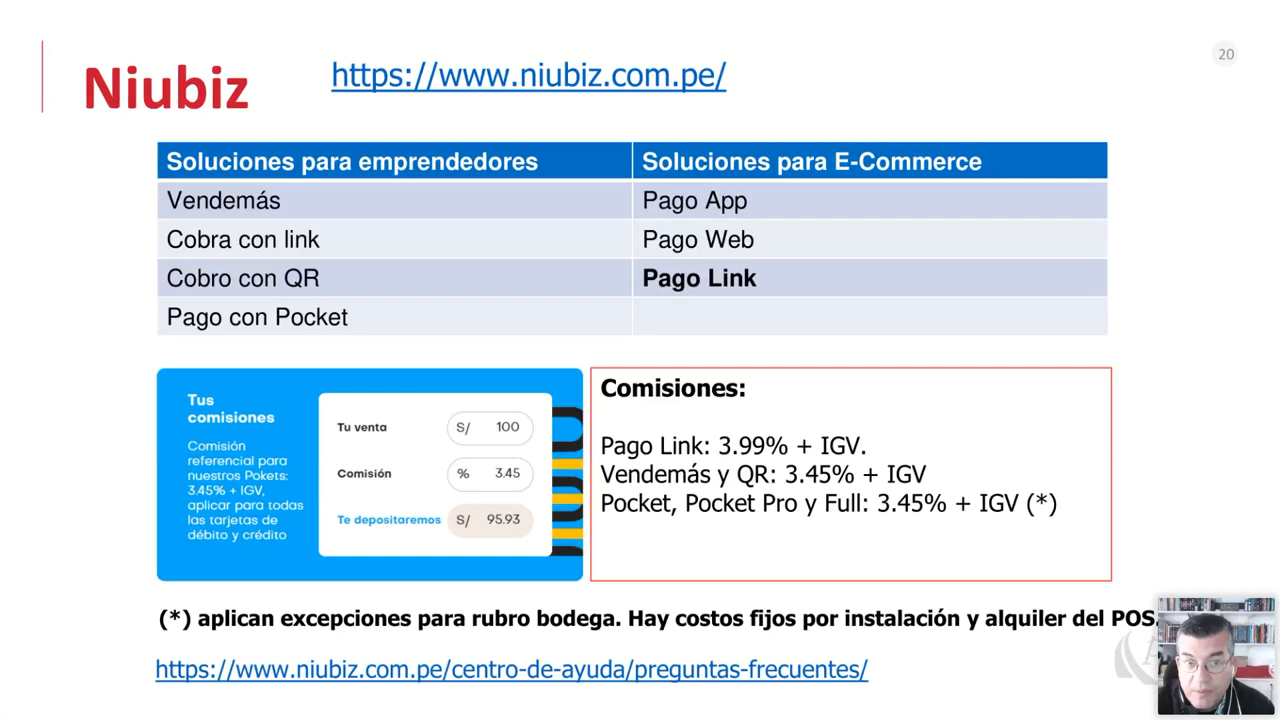 20
Niubiz
https://www.niubiz.com.pe/
Soluciones para emprendedores
Soluciones para E-Commerce
Vendemás
Pago App
Cobra con link
Pago Web
Cobro con QR
Pago Link
Pago con Pocket
Tus
comisiones
Comisión
referencial para
nuestros Pokets:
3.45% + IGV,
aplicar para todas
las tarjetas de
débito y crédito
Tu venta
S/ 100
Comisión
% 3.45
Te depositaremos
S/ 95.93
Comisiones:
Pago Link: 3.99% + IGV.
Vendemás y QR: 3.45% + IGV
Pocket, Pocket Pro y Full: 3.45% + IGV (*)
(*) aplican excepciones para rubro bodega. Hay costos fijos por instalación y alquiler del POS.
https://www.niubiz.com.pe/centro-de-ayuda/preguntas-frecuentes/